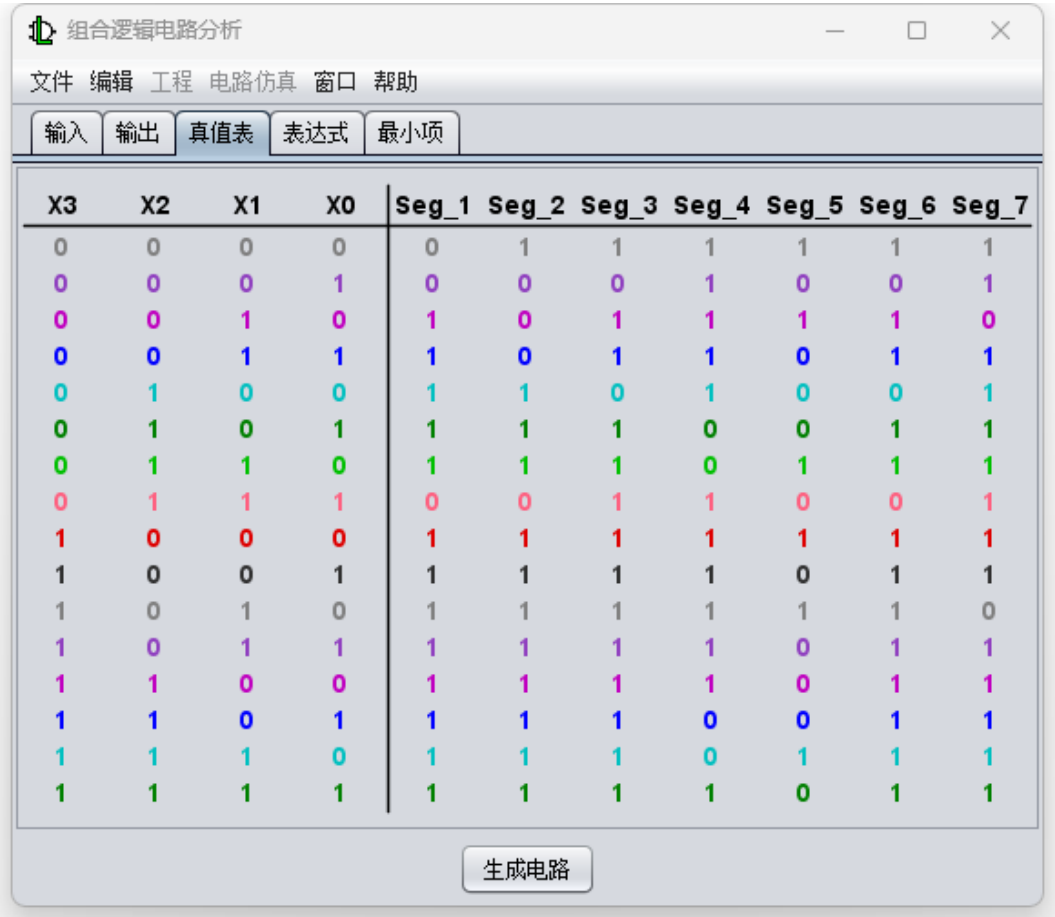 组合逻辑电路分析
文件 编辑 工程 电路仿真 窗口 帮助
输入 输出 真值表 表达式 最小项
X3 X2 X1 X0 Seg_1 Seg_2 Seg_3 Seg_4 Seg_5 Seg_6 Seg_7
0 0 0 0 0 1 1 1 1 1 1
0 0 0 1 0 0 0 1 0 0 1
0 0 1 0 1 0 1 1 1 1 0
0 0 1 1 1 0 1 1 0 1 1
0 1 0 0 1 1 0 1 0 0 1
0 1 0 1 1 1 1 0 0 1 1
0 1 1 0 1 1 1 0 1 1 1
0 1 1 1 0 0 1 1 0 0 1
1 0 0 0 1 1 1 1 1 1 1
1 0 0 1 1 1 1 1 0 1 1
1 0 1 0 1 1 1 1 1 1 0
1 0 1 1 1 1 1 1 0 1 1
1 1 0 0 1 1 1 1 0 1 1
1 1 0 1 1 1 1 0 0 1 1
1 1 1 0 1 1 1 0 1 1 1
1 1 1 1 1 1 1 1 0 1 1
生成电路